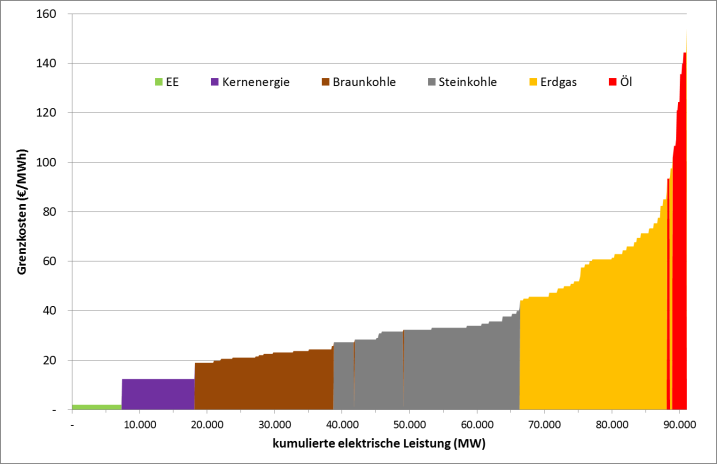 160
140
EE Kernenergie Braunkohle Steinkohle Erdgas Öl
120
100
80
60
40
20
-
Grenzkosten (€/MWh)
- 10.000 20.000 30.000 40.000 50.000 60.000 70.000 80.000 90.000
kumulierte elektrische Leistung (MW)